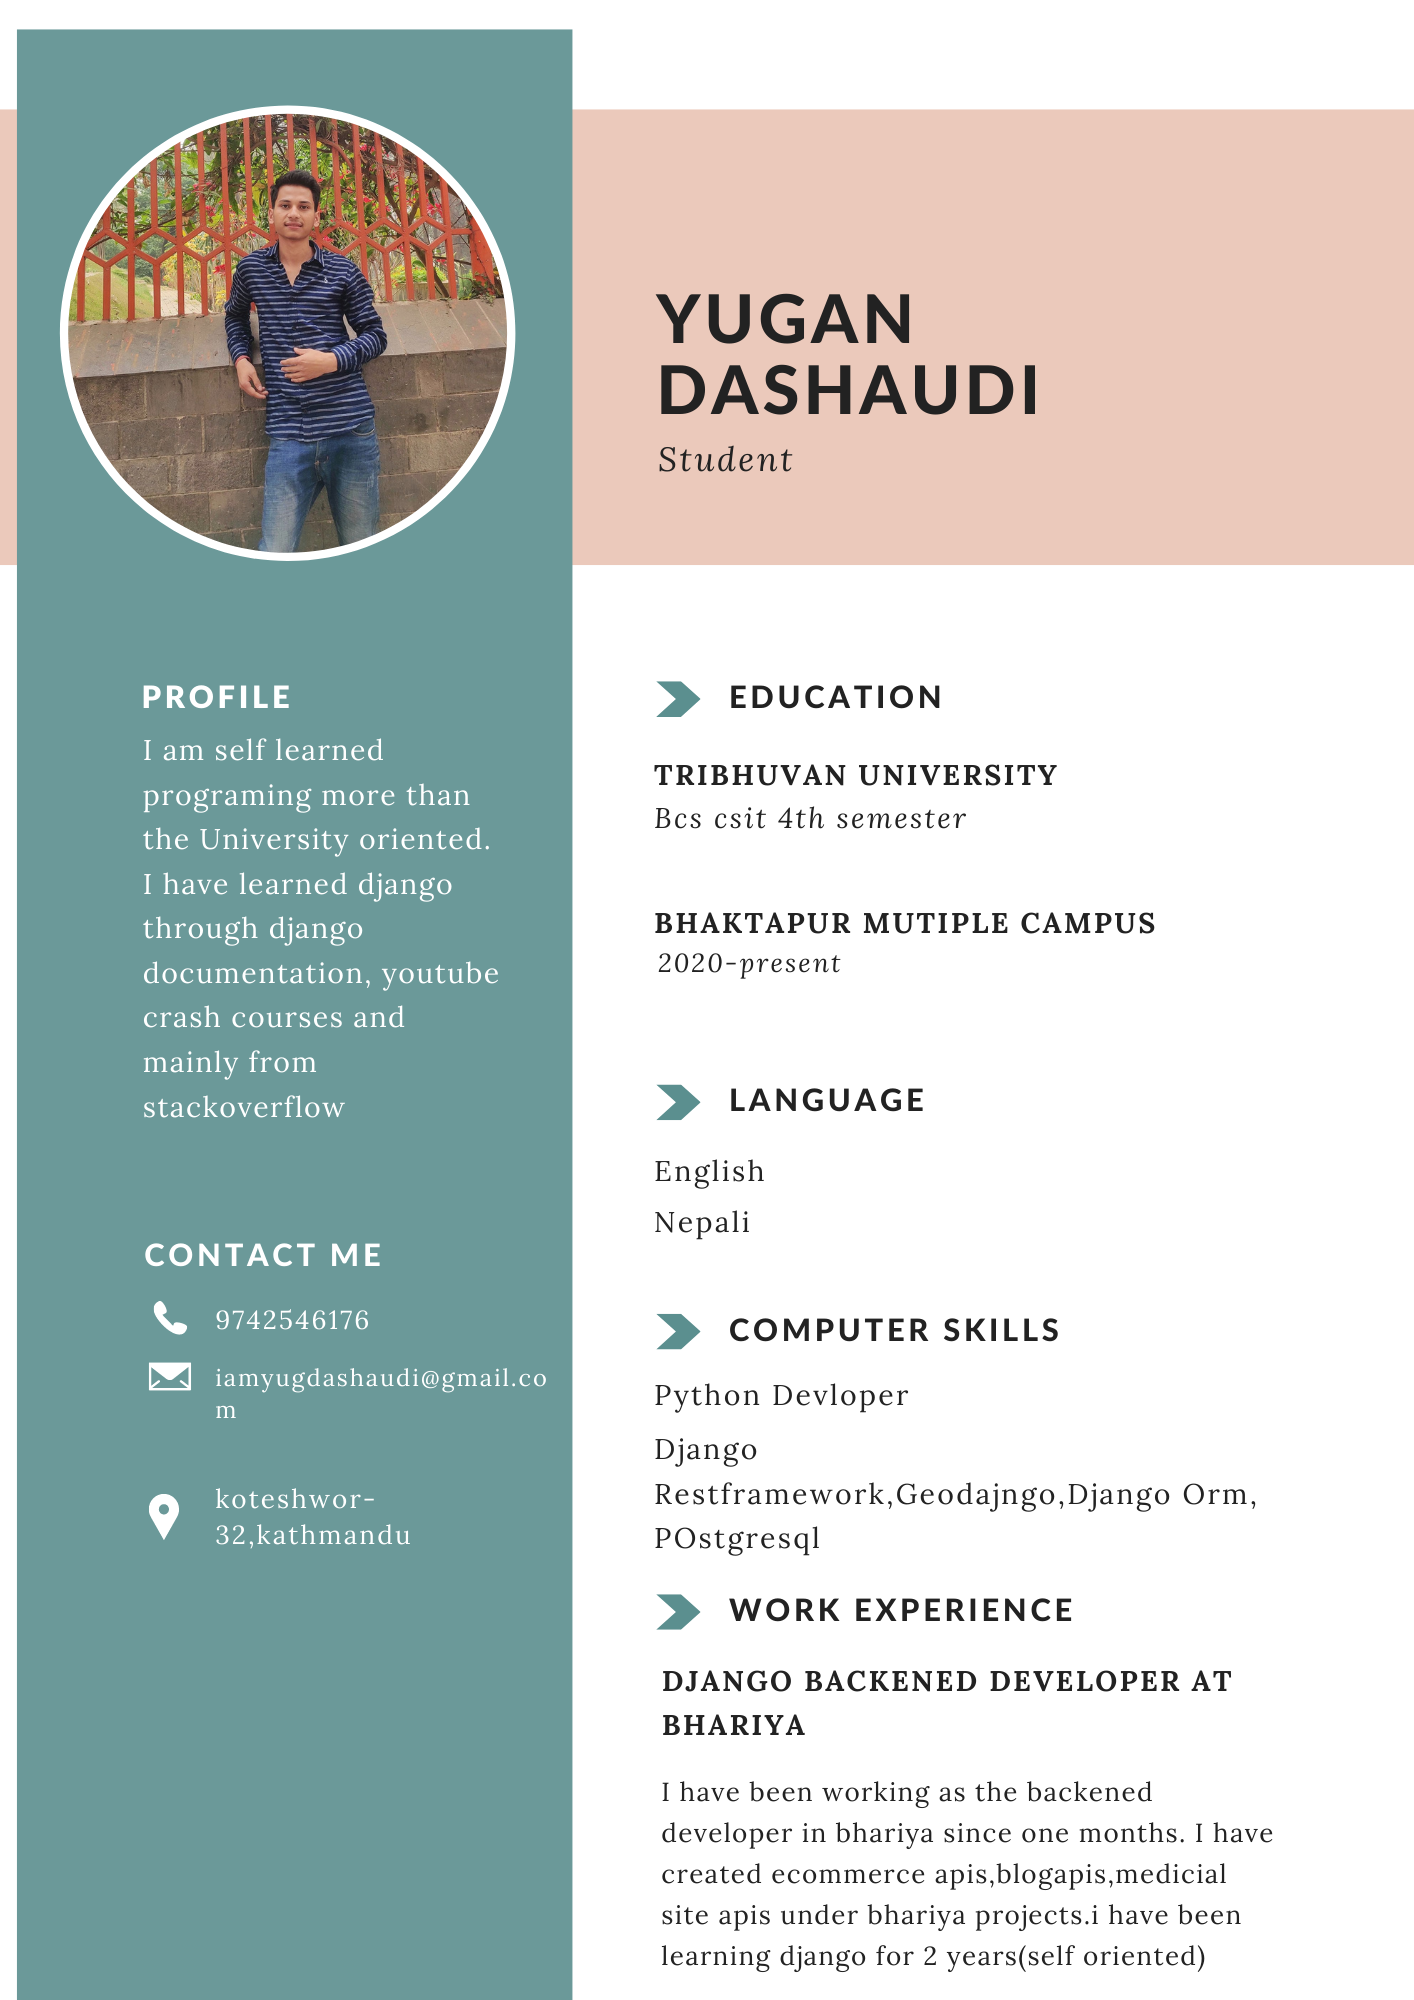 YUGAN
DASHAUDI
Student
PROFILE
I am self learned
programing more than
the University oriented.
I have learned django
through django
documentation, youtube
crash courses and
mainly from
stackoverflow
CONTACT ME
9742546176
iamyugdashaudi@gmail.co
m
koteshwor-
32,kathmandu
EDUCATION
TRIBHUVAN UNIVERSITY
Bcs csit 4th semester
BHAKTAPUR MUTIPLE CAMPUS
2020-present
LANGUAGE
English
Nepali
COMPUTER SKILLS
Python Devloper
Django
Restframework,Geodajngo,Django Orm,
POstgresql
WORK EXPERIENCE
DJANGO BACKENED DEVELOPER AT
BHARIYA
I have been working as the backened
developer in bhariya since one months. I have
created ecommerce apis,blogapis,medicial
site apis under bhariya projects.i have been
learning django for 2 years(self oriented)